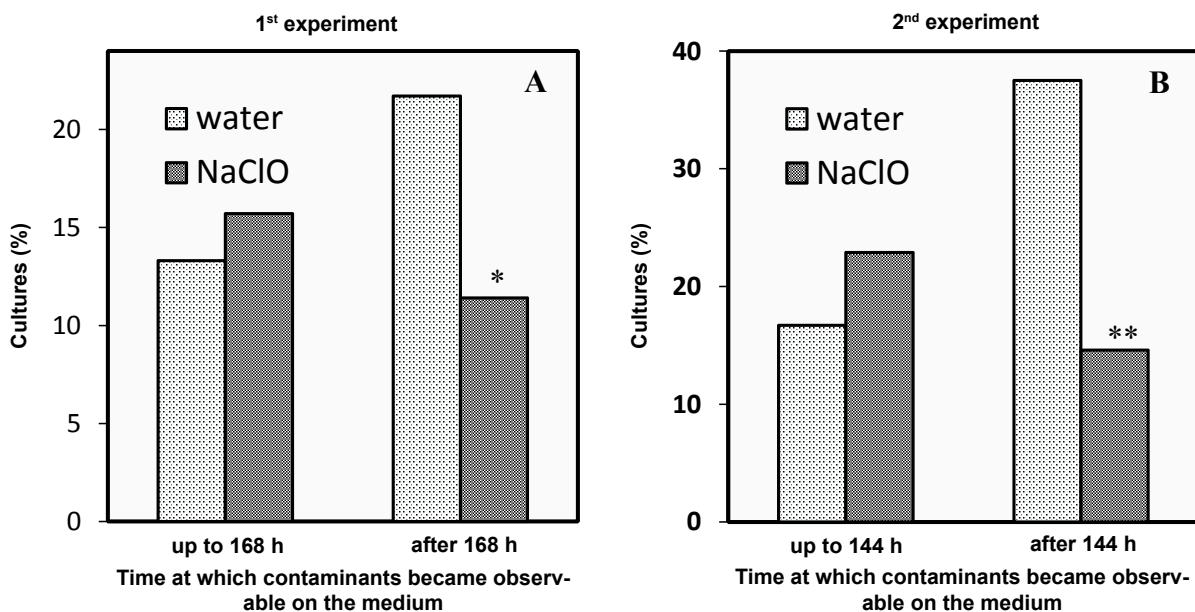 1st experiment
A
water
NaClO
20
15
10
5
0
*
Cultures (%)
up to 168 h
after 168 h
Time at which contaminants became observ-
able on the medium
2nd experiment
B
water
NaClO
40
30
20
10
0
**
Cultures (%)
up to 144 h
after 144 h
Time at which contaminants became observ-
able on the medium